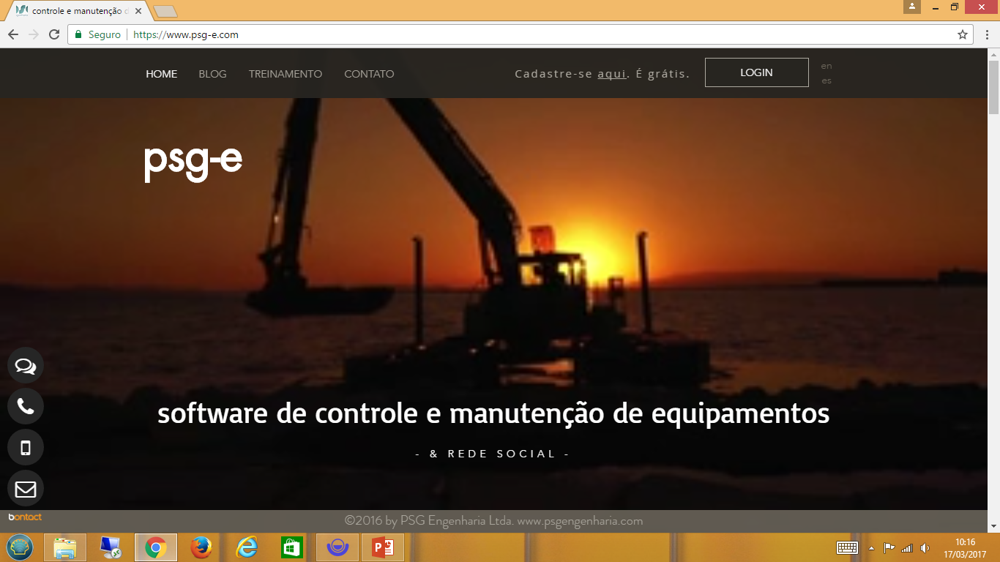 controle e manutenção d
Seguro
https://www.psg-e.com
HOME BLOG TREINAMENTO CONTATO
Cadastre-se aqui. É grátis.
LOGIN
en
es
psg-e
software de controle e manutenção de equipamentos
- & REDE SOCIAL -
bontact
©2016 by PSG Engenharia Ltda. www.psgengenharia.com
10:16
17/03/2017